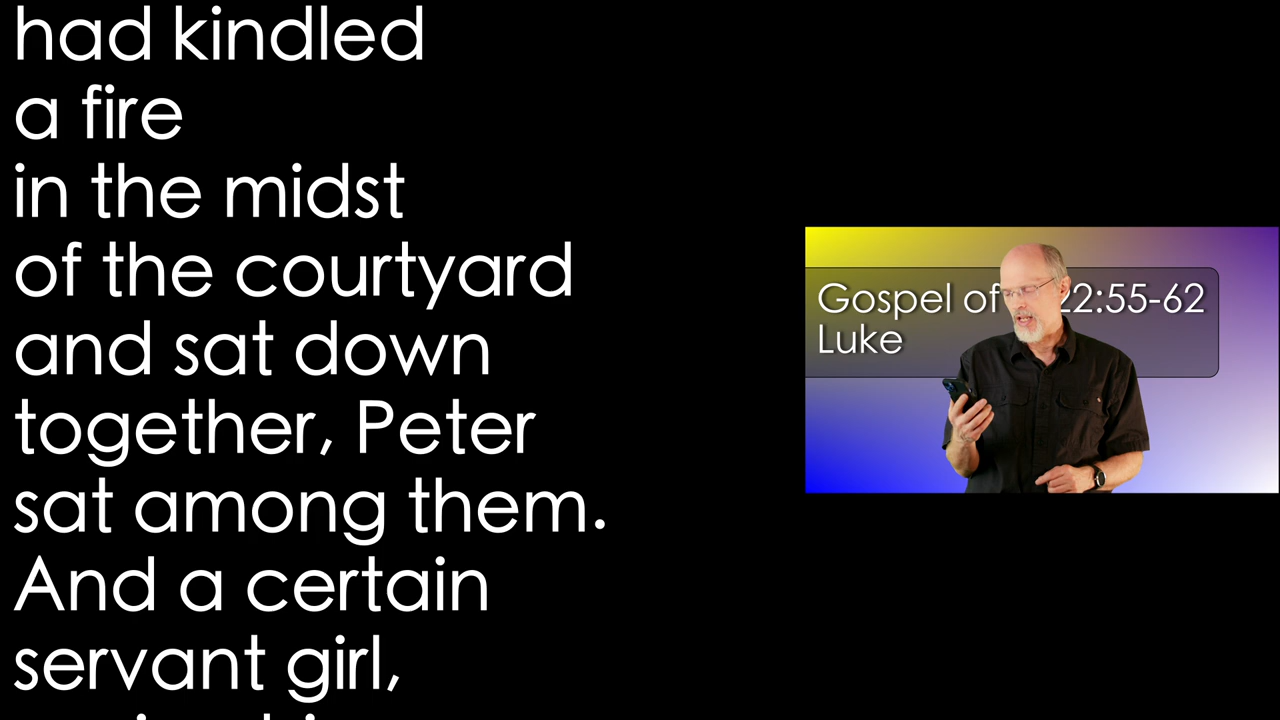 had kindled
a fire
in the midst
of the courtyard
and sat down
together, Peter
sat among them.
And a certain
servant girl,
Gospel of 22:55-62
Luke